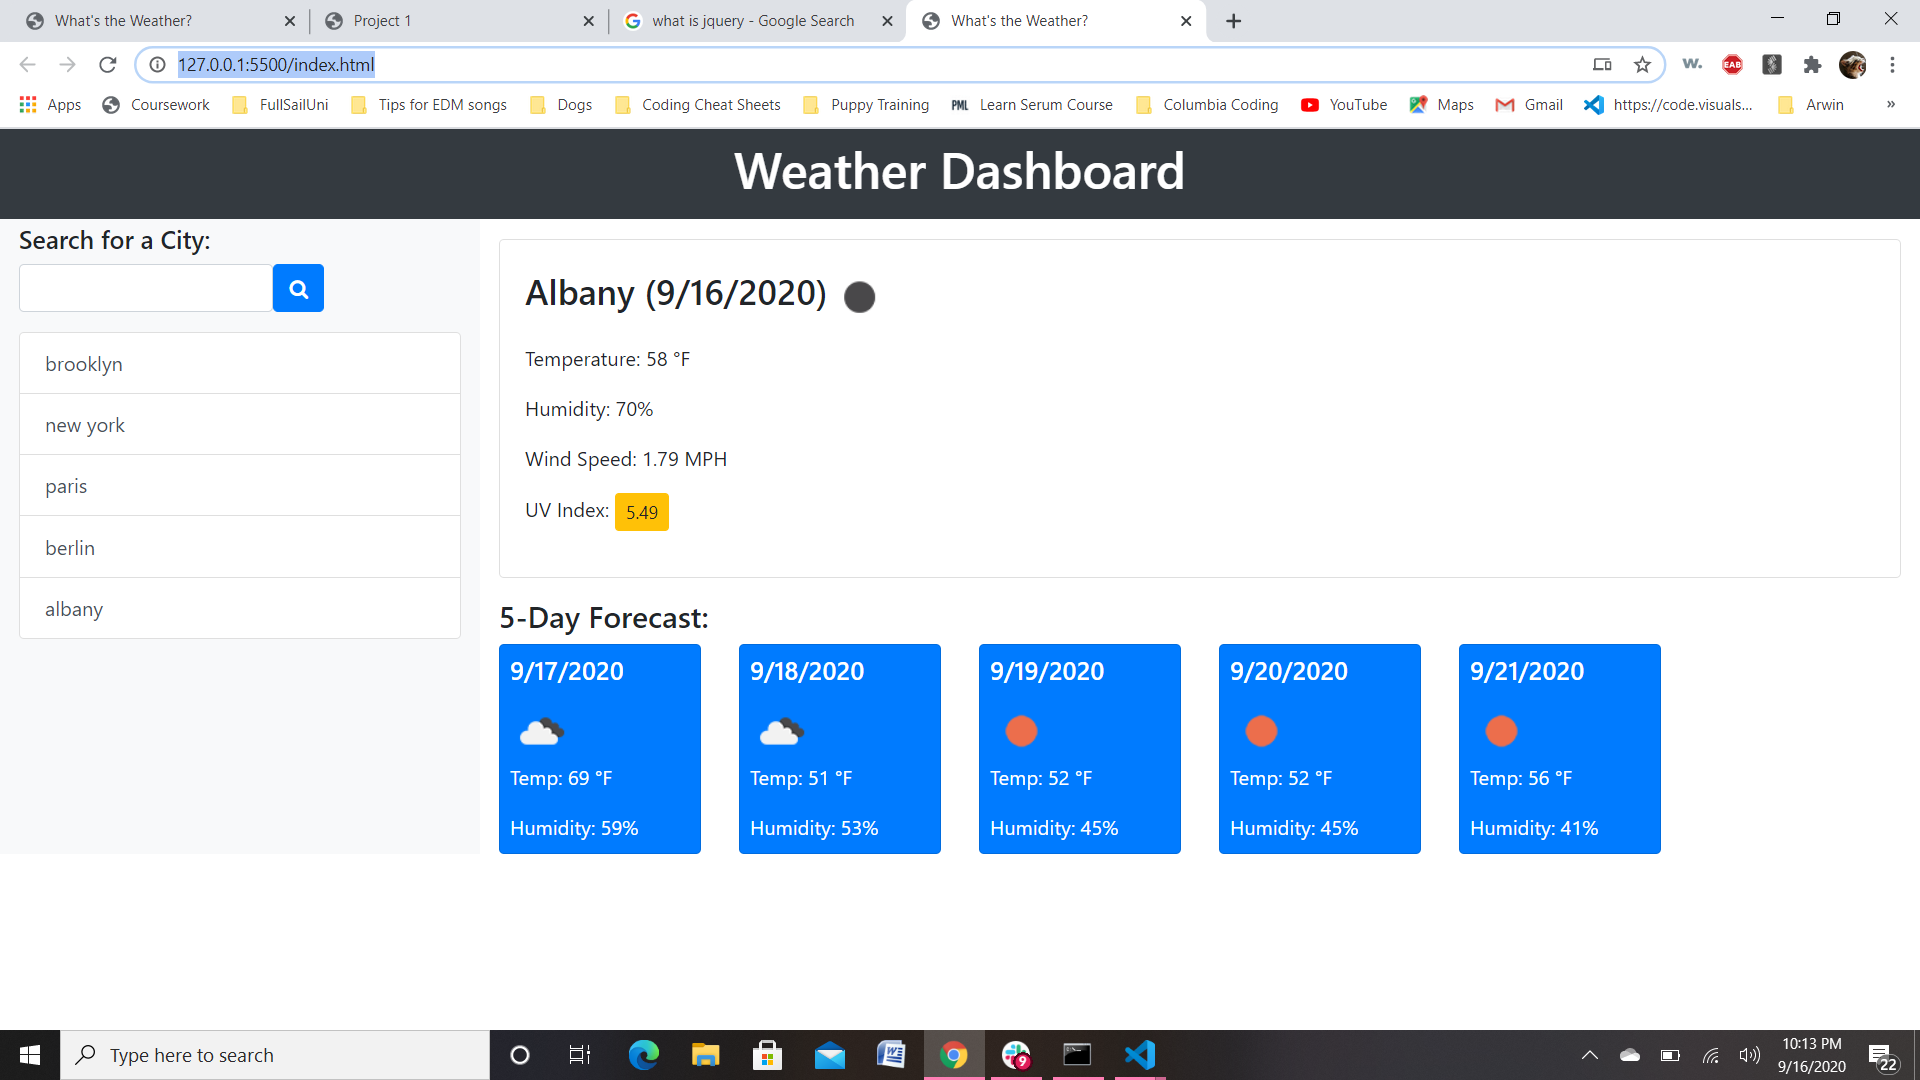 What's the Weather?
Project 1
what is jquery - Google Search
What's the Weather?
127.0.0.1:5500/index.html
w.
EAB
Apps
Coursework
FullSailUni
Tips for EDM songs
Dogs
Coding Cheat Sheets
Puppy Training
PML Learn Serum Course
Columbia Coding
YouTube
Maps
Gmail
https://code.visuals...
Arwin
»
Weather Dashboard
Search for a City:
brooklyn
new york
paris
berlin
albany
Albany (9/16/2020)
Temperature: 58 °F
Humidity: 70%
Wind Speed: 1.79 MPH
UV Index: 5.49
5-Day Forecast:
9/17/2020
Temp: 69 °F
Humidity: 59%
9/18/2020
Temp: 51 °F
Humidity: 53%
9/19/2020
Temp: 52 °F
Humidity: 45%
9/20/2020
Temp: 52 °F
Humidity: 45%
9/21/2020
Temp: 56 °F
Humidity: 41%
Type here to search
W
9
10:13 PM
9/16/2020
22